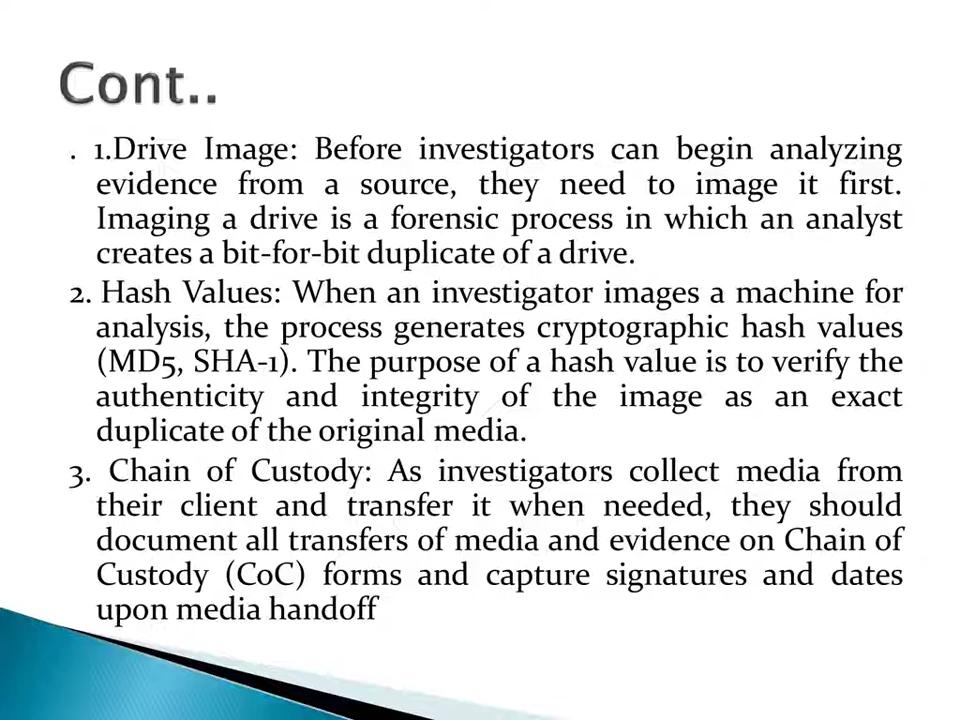 Cont..
. 1.Drive Image: Before investigators can begin analyzing
evidence from a source, they need to image it first.
Imaging a drive is a forensic process in which an analyst
creates a bit-for-bit duplicate of a drive.
2. Hash Values: When an investigator images a machine for
analysis, the process generates cryptographic hash values
(MD5, SHA-1). The purpose of a hash value is to verify the
authenticity and integrity of the image as an exact
duplicate of the original media.
3. Chain of Custody: As investigators collect media from
their client and transfer it when needed, they should
document all transfers of media and evidence on Chain of
Custody (CoC) forms and capture signatures and dates
upon media handoff